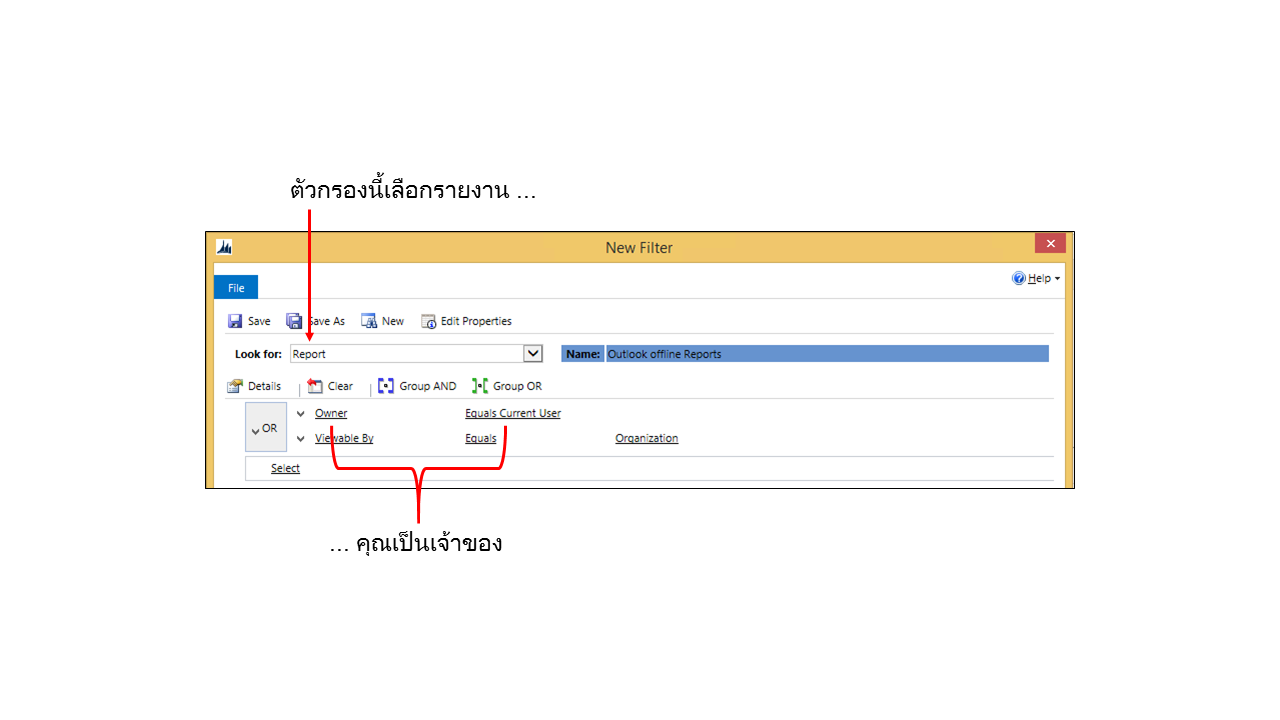 ตัวกรองนี้เลือกรายงาน ...
New Filter
File
Help
Save Save As New Edit Properties
Look for: Report Name: Outlook offline Reports
Details Clear Group AND Group OR
OR
Owner Equals Current User
Viewable By Equals Organization
Select
... คุณเป็นเจ้าของ